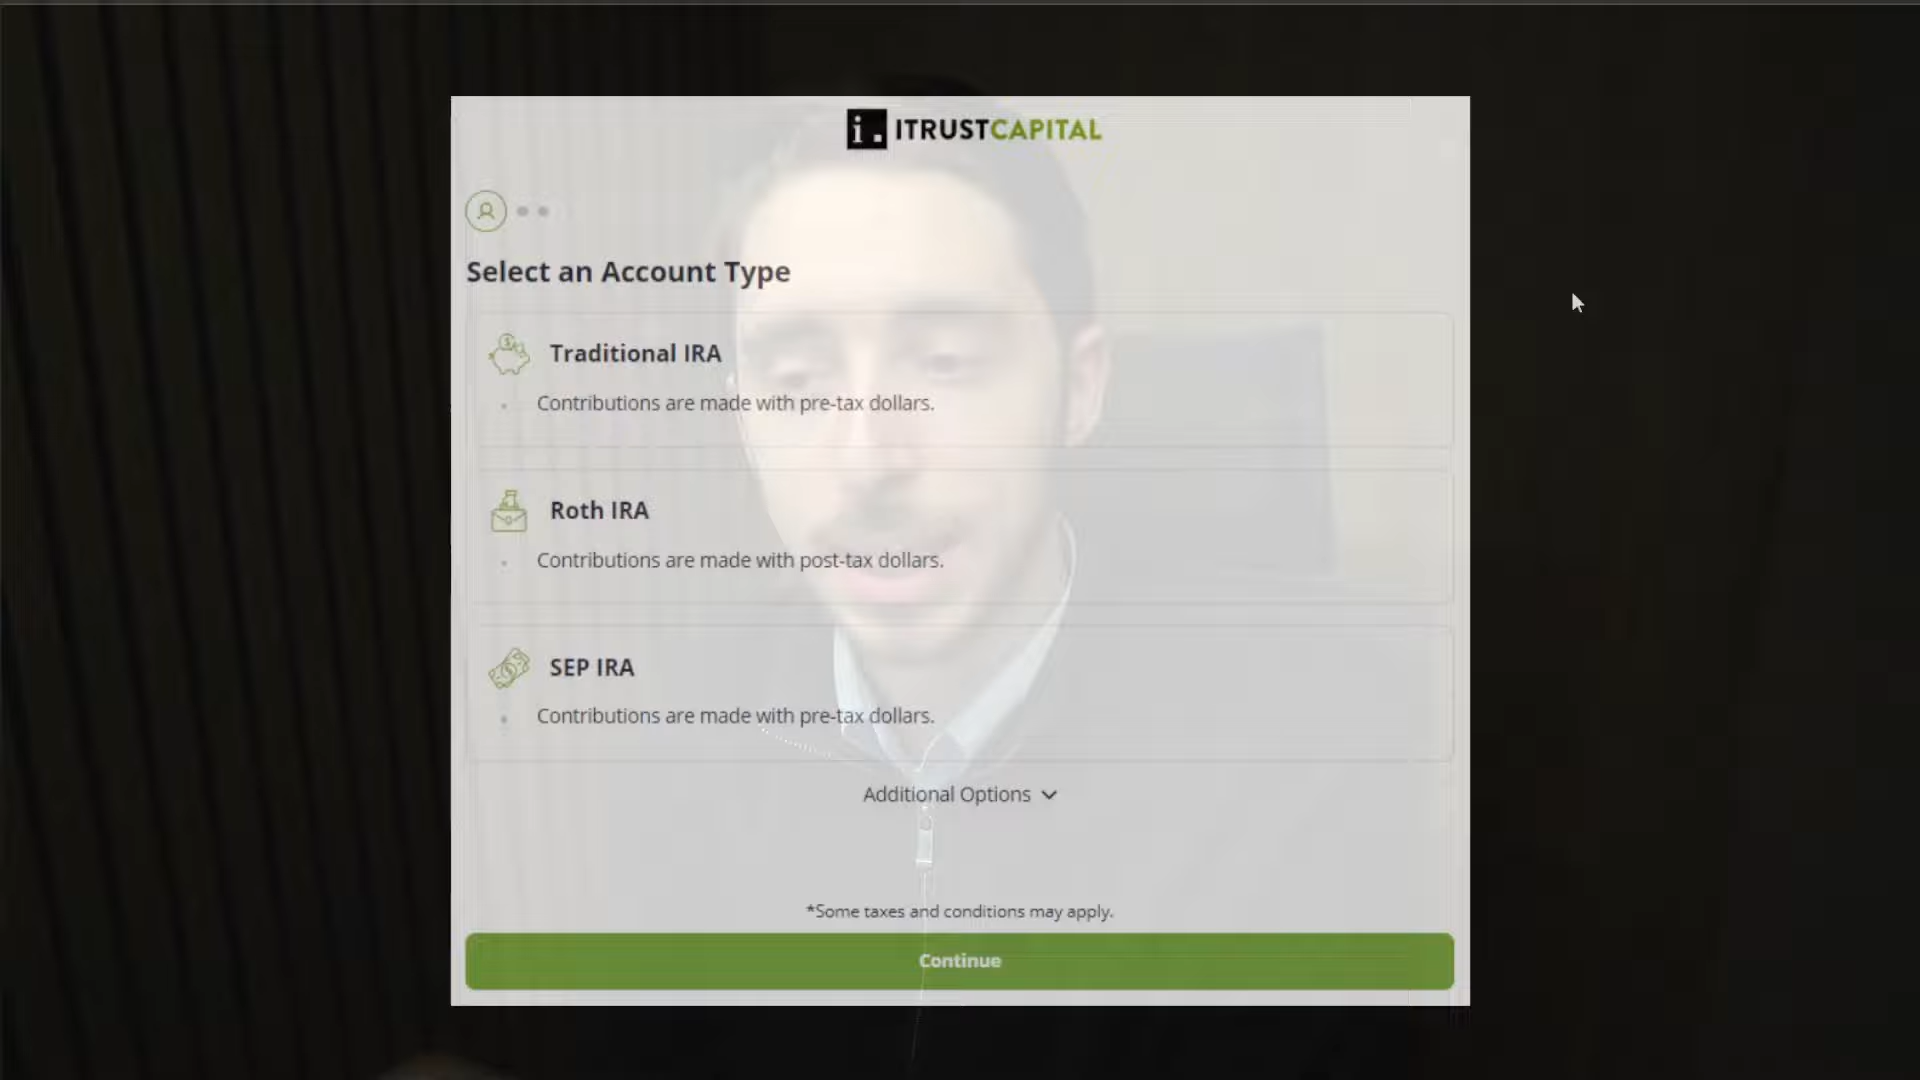 i. ITRUSTCAPITAL
Select an Account Type
Traditional IRA
Contributions are made with pre-tax dollars.
Roth IRA
Contributions are made with post-tax dollars.
SEP IRA
Contributions are made with pre-tax dollars.
Additional Options
*Some taxes and conditions may apply.
Continue